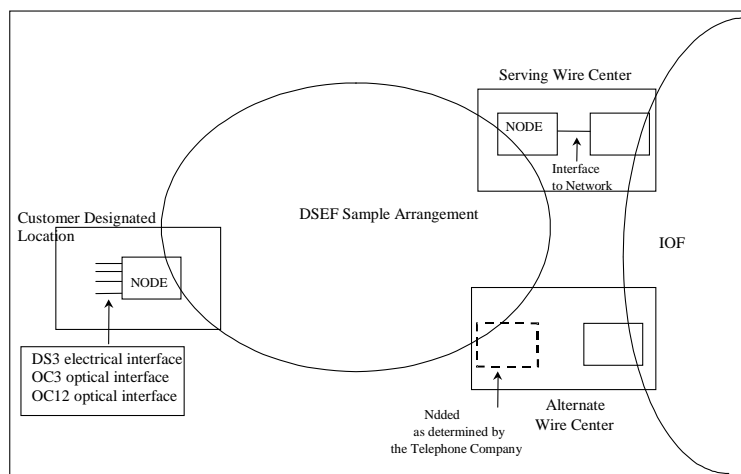 Serving Wire Center
NODE
Interface
to Network
DSEF Sample Arrangement
Customer Designated
Location
IOF
NODE
DS3 electrical interface
OC3 optical interface
OC12 optical interface
Ndded
as determined by
the Telephone Company
Alternate
Wire Center